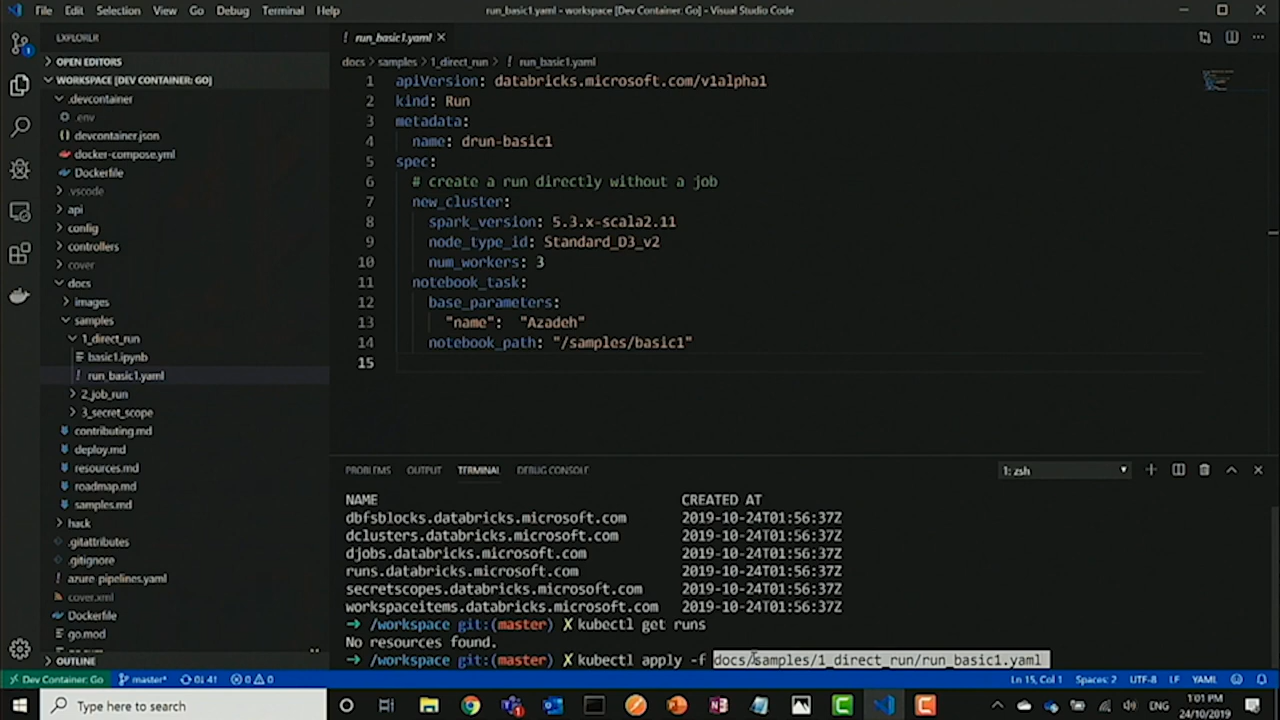 File Edit Selection View Go Debug Terminal Help run_basic1.yaml - workspace [Dev Container: Go] - Visual Studio Code
EXPLORER
OPEN EDITORS
WORKSPACE [DEV CONTAINER: GO]
.devcontainer
.env
devcontainer.json
docker-compose.yml
Dockerfile
.vscode
api
config
controllers
cover
docs
images
samples
1_direct_run
basic1.ipynb
run_basic1.yaml
2_job_run
3_secret_scope
contributing.md
deploy.md
resources.md
roadmap.md
samples.md
hack
.gitattributes
.gitignore
azure-pipelines.yaml
cover.xml
Dockerfile
go.mod
OUTLINE
run_basic1.yaml
docs > samples > 1_direct_run > ! run_basic1.yaml
1 apiVersion: databricks.microsoft.com/v1alpha1
2 kind: Run
3 metadata:
4 name: drun-basic1
5 spec:
6 # create a run directly without a job
7 new_cluster:
8 spark_version: 5.3.x-scala2.11
9 node_type_id: Standard_D3_v2
10 num_workers: 3
11 notebook_task:
12 base_parameters:
13 "name": "Azadeh"
14 notebook_path: "/samples/basic1"
15
PROBLEMS OUTPUT TERMINAL DEBUG CONSOLE 1: zsh
NAME CREATED AT
dbfsblocks.databricks.microsoft.com 2019-10-24T01:56:37Z
dclusters.databricks.microsoft.com 2019-10-24T01:56:37Z
djobs.databricks.microsoft.com 2019-10-24T01:56:37Z
runs.databricks.microsoft.com 2019-10-24T01:56:37Z
secretscopes.databricks.microsoft.com 2019-10-24T01:56:37Z
workspaceitems.databricks.microsoft.com 2019-10-24T01:56:37Z
→ /workspace git:(master) ✗ kubectl get runs
No resources found.
→ /workspace git:(master) ✗ kubectl apply -f docs/samples/1_direct_run/run_basic1.yaml
Dev Container: Go master* 0↓ 4↑ 0 0 Ln 15, Col 1 Spaces: 2 UTF-8 LF YAML
Type here to search ENG 1:01 PM
24/10/2019